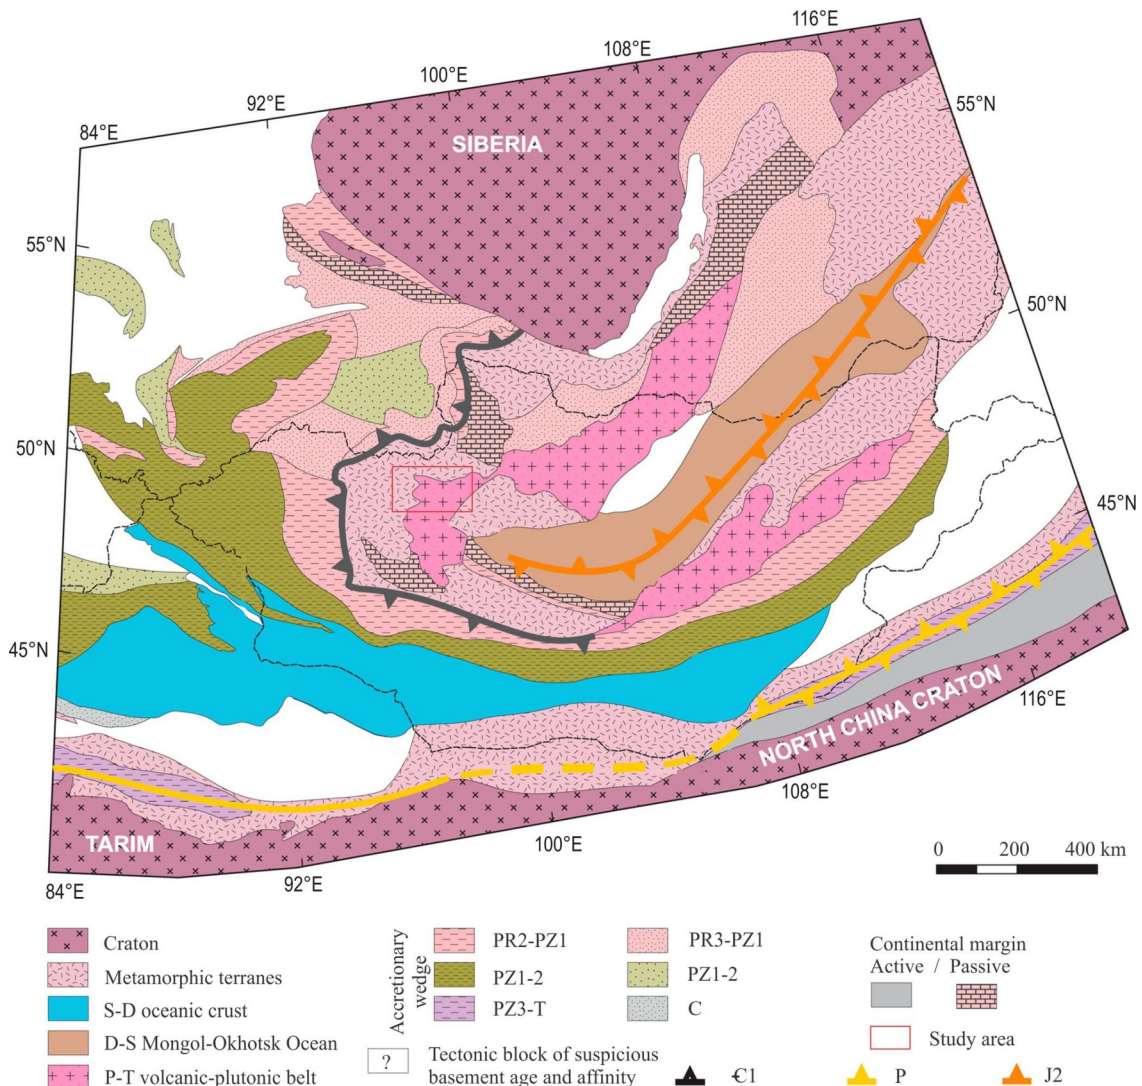 116°E
108°E
100°E
92°E
84°E
55°N
SIBERIA
55°N
50°N
50°N
45°N
45°N
NORTH CHINA CRATON
116°E
108°E
TARIM
100°E
92°E
84°E
0 200 400 km
Craton
Metamorphic terranes
S-D oceanic crust
D-S Mongol-Okhotsk Ocean
P-T volcanic-plutonic belt
Accretionary
wedge
PR2-PZ1
PZ1-2
PZ3-T
PR3-PZ1
PZ1-2
C
? Tectonic block of suspicious
basement age and affinity
Continental margin
Active / Passive
Study area
Ꞓ1
P
J2